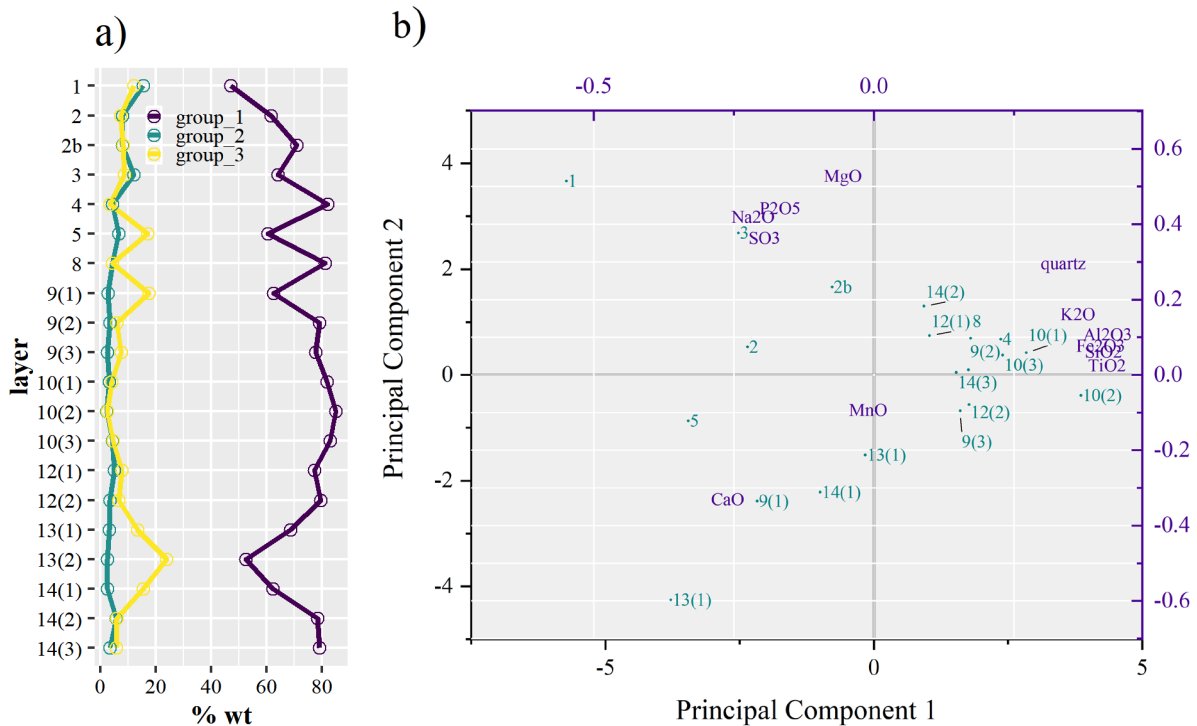 a)
1
2
2b
3
4
5
8
9(1)
9(2)
9(3)
10(1)
10(2)
10(3)
12(1)
12(2)
13(1)
13(2)
14(1)
14(2)
14(3)
layer
group_1
group_2
group_3
0 20 40 60 80
% wt
b)
-0.5 0.0
4
2
0
-2
-4
Principal Component 2
1
MgO
P2O5
Na2O
3
SO3
quartz
2b
14(2)
K2O
12(1) 8
4
10(1)
Al2O3
Fe2O3
SiO2
2
9(2)
10(3)
TiO2
14(3)
10(2)
MnO
12(2)
5
9(3)
13(1)
14(1)
CaO
9(1)
13(1)
0.6
0.4
0.2
0.0
-0.2
-0.4
-0.6
-5 0 5
Principal Component 1